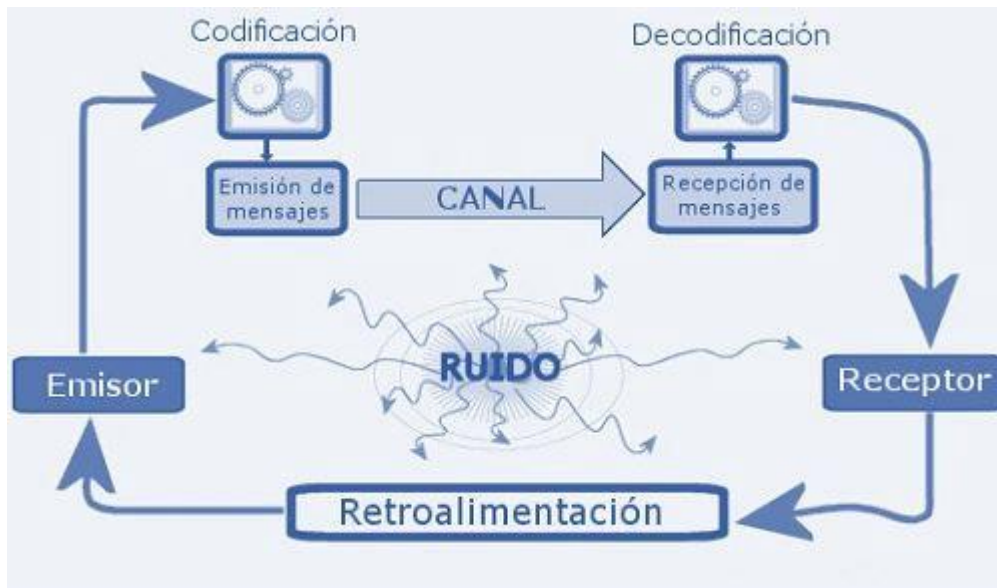 Codificación
Decodificación
Emisión de
mensajes
CANAL
Recepción de
mensajes
RUIDO
Emisor
Receptor
Retroalimentación